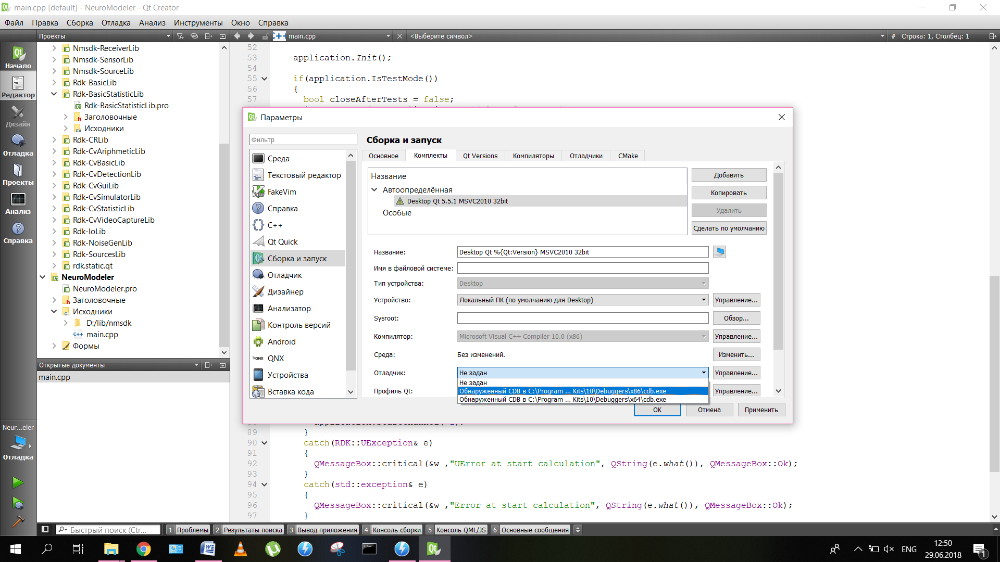 main.cpp [default] - NeuroModeler - Qt Creator
Файл Правка Сборка Отладка Анализ Инструменты Окно Справка
Проекты
main.cpp
<Выберите символ>
# Строка: 1, Столбец: 1
Начало
Редактор
Дизайн
Отладка
Проекты
Анализ
Справка
Neur...eler
Отладка
Nmsdk-ReceiverLib
Nmsdk-SensorLib
Nmsdk-SourceLib
Rdk-BasicLib
Rdk-BasicStatisticLib
Rdk-BasicStatisticLib.pro
Заголовочные
Исходники
Rdk-CRLib
Rdk-CvAriphmeticLib
Rdk-CvBasicLib
Rdk-CvDetectionLib
Rdk-CvGuiLib
Rdk-CvSimulatorLib
Rdk-CvStatisticLib
Rdk-CvVideoCaptureLib
Rdk-IoLib
Rdk-NoiseGenLib
Rdk-SourcesLib
rdk.static.qt
NeuroModeler
NeuroModeler.pro
Заголовочные
Исходники
D:/lib/nmsdk
main.cpp
Формы
Открытые документы
main.cpp
52
53 application.Init();
54
55 if(application.IsTestMode())
56 {
57 bool closeAfterTests = false;
Параметры
Фильтр
Среда
Текстовый редактор
FakeVim
Справка
C++
Qt Quick
Сборка и запуск
Отладчик
Дизайнер
Анализатор
Контроль версий
Android
QNX
Устройства
Вставка кода
Сборка и запуск
Основное Комплекты Qt Versions Компиляторы Отладчики CMake
Название
Автоопределённая
Desktop Qt 5.5.1 MSVC2010 32bit
Особые
Добавить
Копировать
Удалить
Сделать по умолчанию
Название: Desktop Qt %{Qt:Version} MSVC2010 32bit
Имя в файловой системе:
Тип устройства: Desktop
Устройство: Локальный ПК (по умолчанию для Desktop) Управление...
Sysroot: Обзор...
Компилятор: Microsoft Visual C++ Compiler 10.0 (x86) Управление...
Среда: Без изменений. Изменить...
Отладчик: Не задан Управление...
Не задан
Профиль Qt: Обнаруженный CDB в C:\Program ... Kits\10\Debuggers\x86\cdb.exe Управление...
Обнаруженный CDB в C:\Program ... Kits\10\Debuggers\x64\cdb.exe
OK Отмена Применить
89 }
90 catch(RDK::UException& e)
91 {
92 QMessageBox::critical(&w ,"UError at start calculation", QString(e.what()), QMessageBox::Ok);
93 }
94 catch(std::exception& e)
95 {
96 QMessageBox::critical(&w ,"Error at start calculation", QString(e.what()), QMessageBox::Ok);
97 }
Быстрый поиск (Ctr...
1 Проблемы 2 Результаты поиска 3 Вывод приложения 4 Консоль сборки 5 Консоль QML/JS 6 Основные сообщения
ENG
12:50
29.06.2018
1